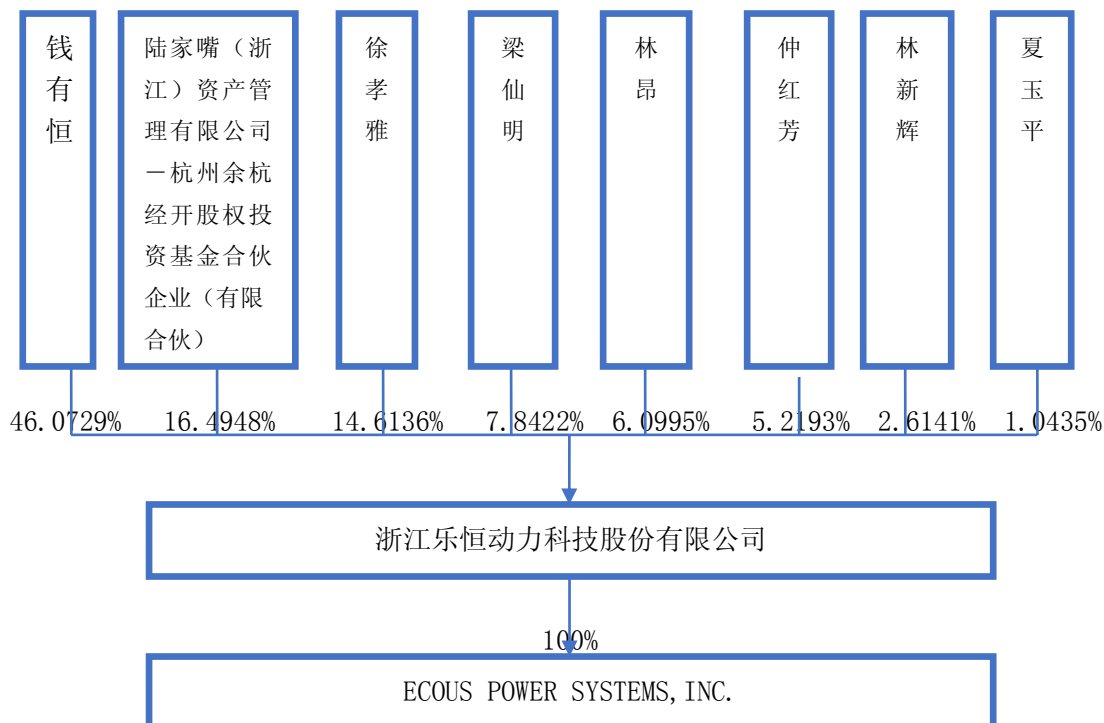 钱有恒
陆家嘴（浙
江）资产管
理有限公司
－杭州余杭
经开股权投
资基金合伙
企业（有限
合伙）
徐孝雅
梁仙明
林昂
仲红芳
林新辉
夏玉平
46.0729%
16.4948%
14.6136%
7.8422%
6.0995%
5.2193%
2.6141%
1.0435%
浙江乐恒动力科技股份有限公司
100%
ECOUS POWER SYSTEMS,INC.